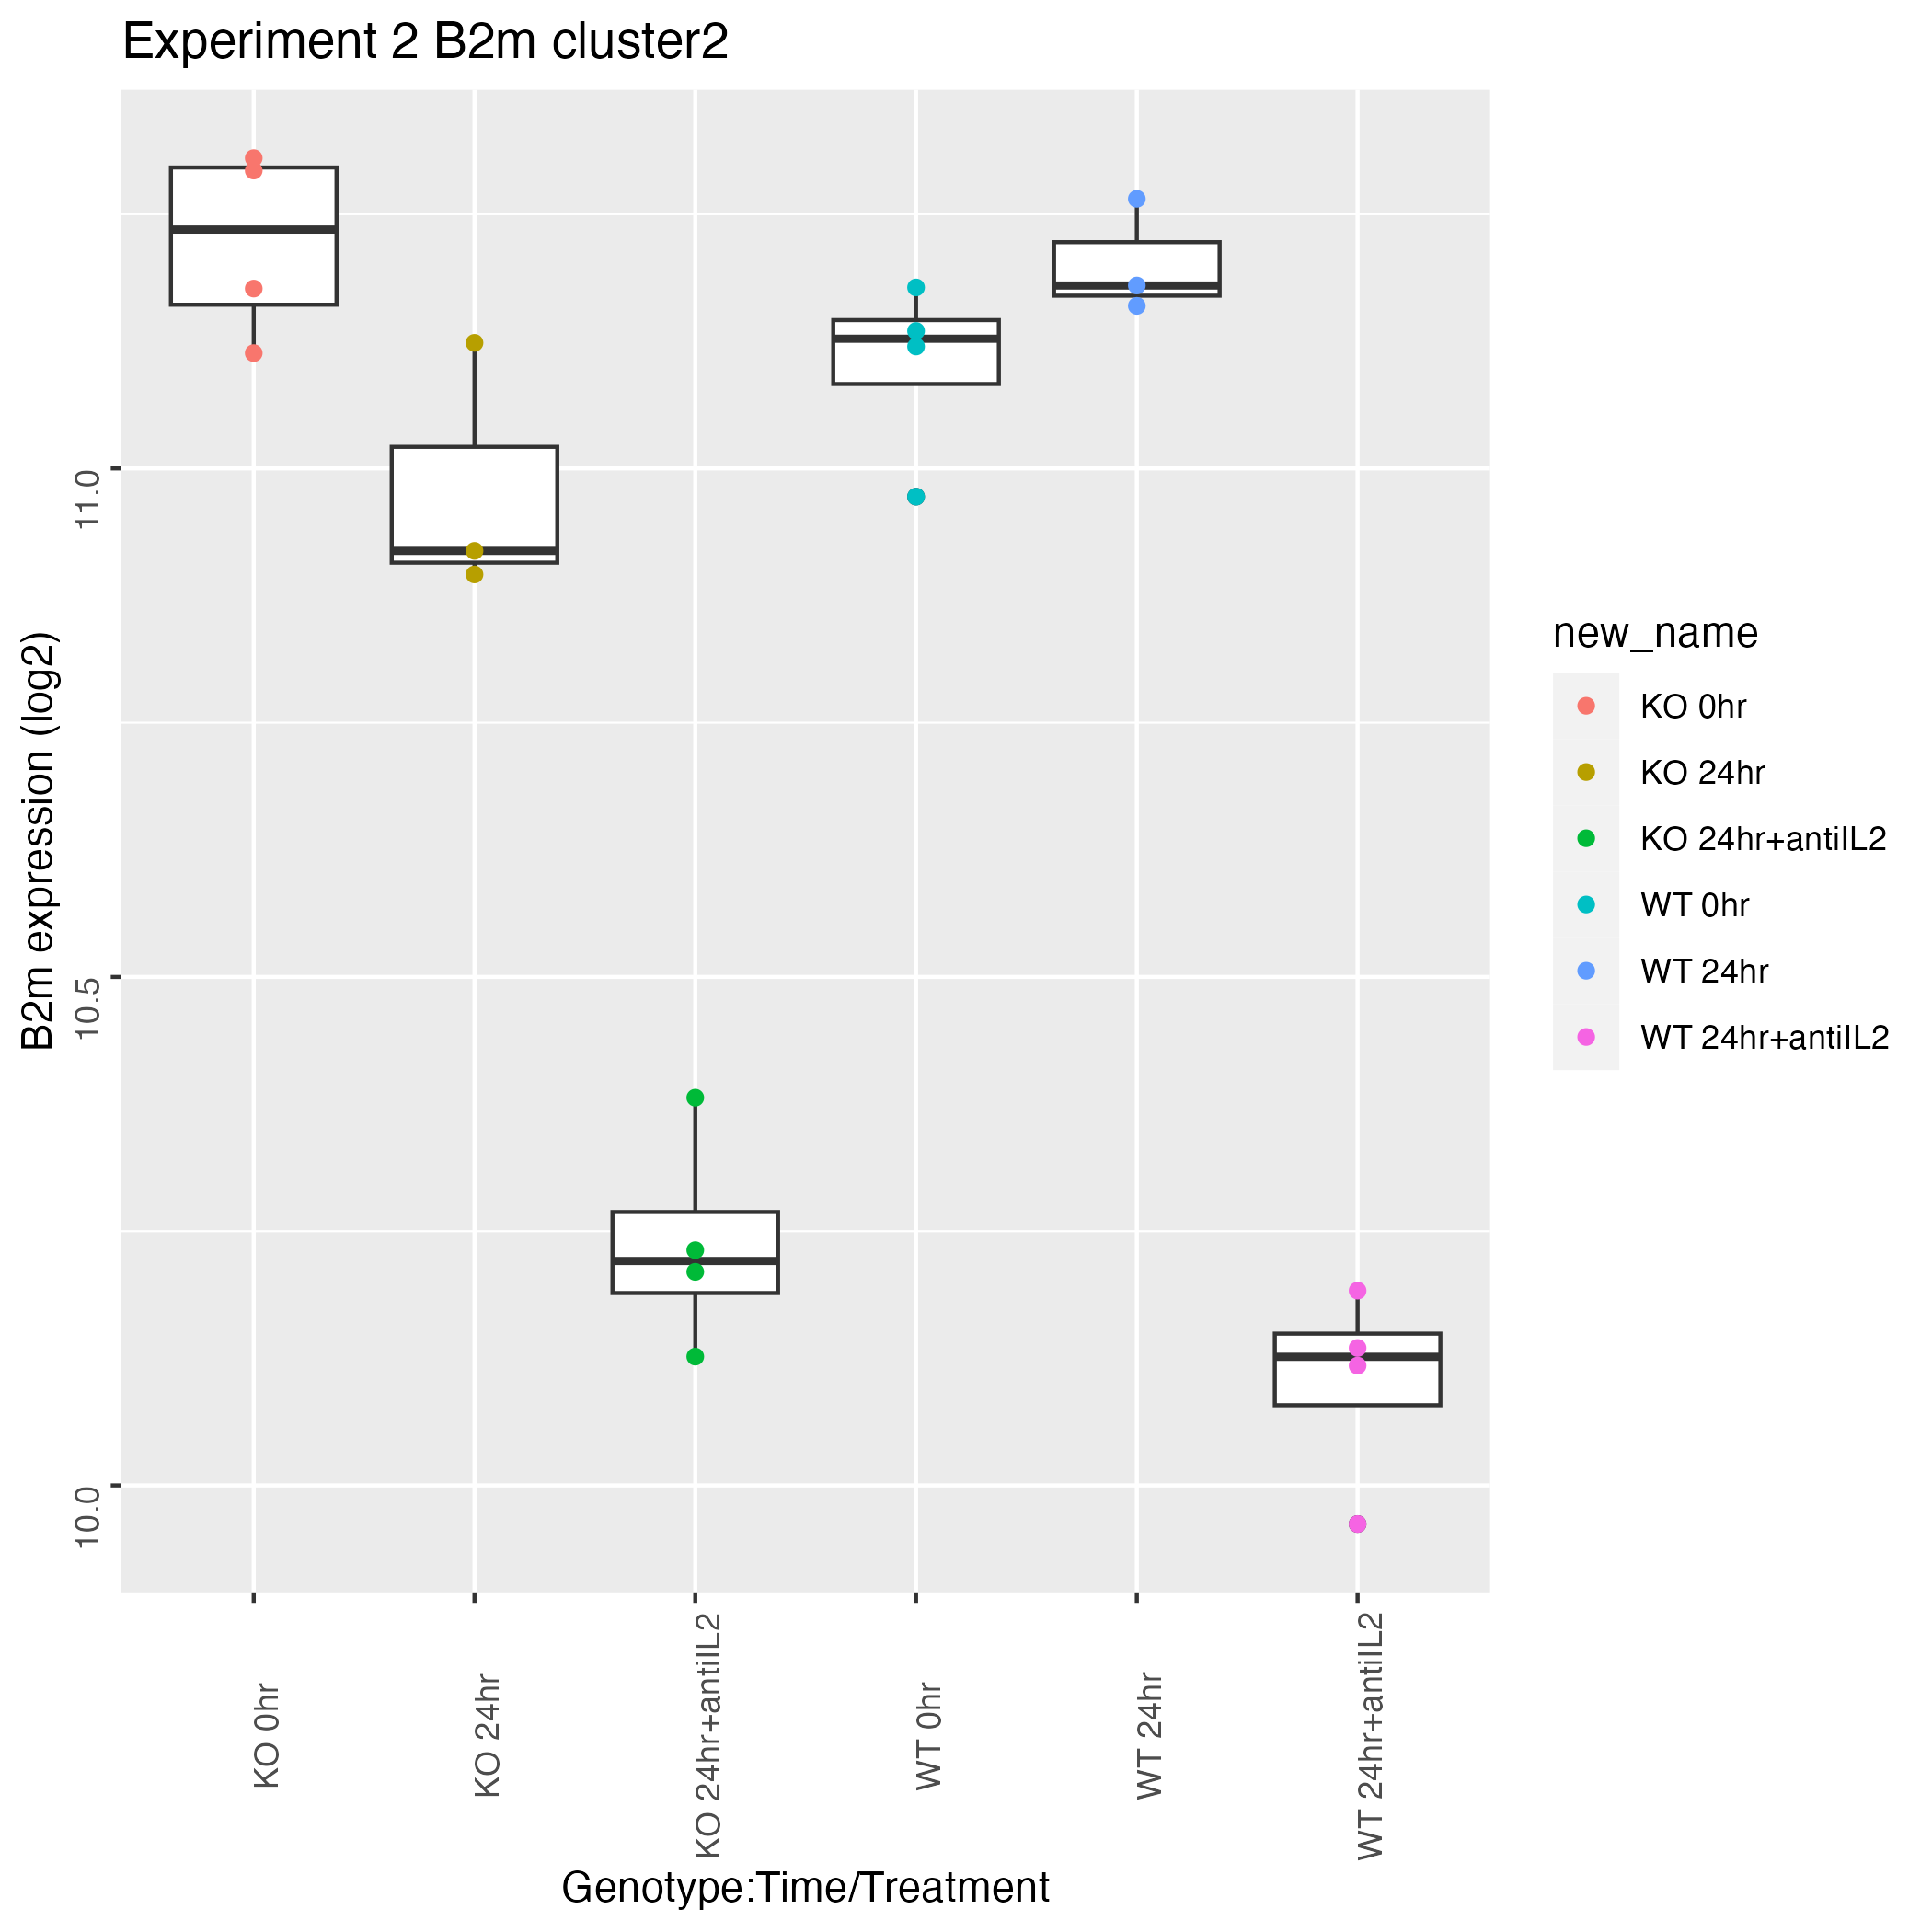 Experiment 2 B2m cluster2
B2m expression (log2)
11.0
10.5
10.0
KO 0hr
KO 24hr
KO 24hr+antiIL2
WT 0hr
WT 24hr
WT 24hr+antiIL2
Genotype:Time/Treatment
new_name
KO 0hr
KO 24hr
KO 24hr+antiIL2
WT 0hr
WT 24hr
WT 24hr+antiIL2